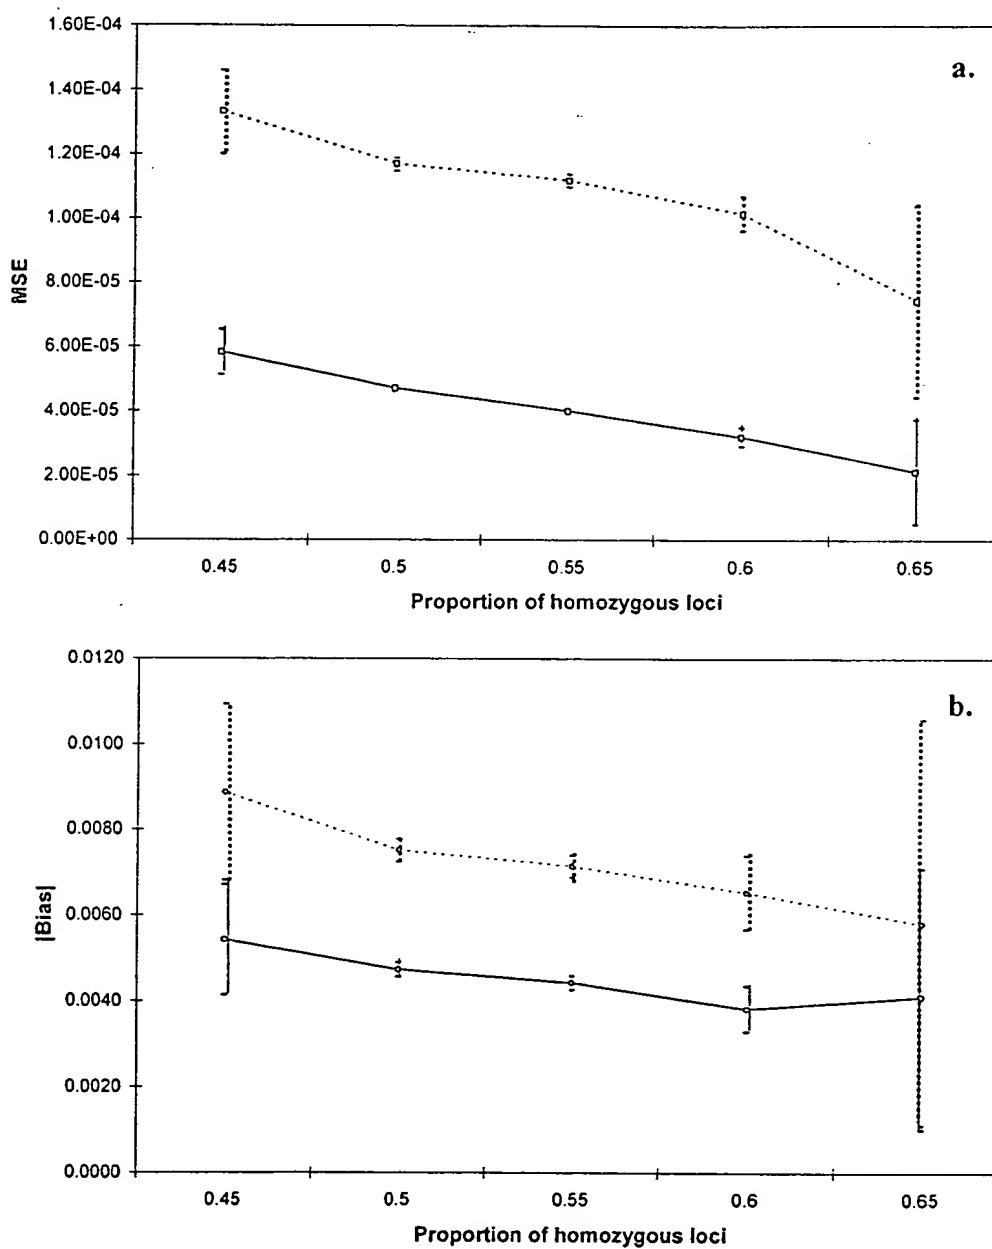 1.60E-04
1.40E-04
1.20E-04
1.00E-04
8.00E-05
6.00E-05
4.00E-05
2.00E-05
0.00E+00
MSE
a.
0.45 0.5 0.55 0.6 0.65
Proportion of homozygous loci
0.0120
0.0100
0.0080
0.0060
0.0040
0.0020
0.0000
|Bias|
b.
0.45 0.5 0.55 0.6 0.65
Proportion of homozygous loci